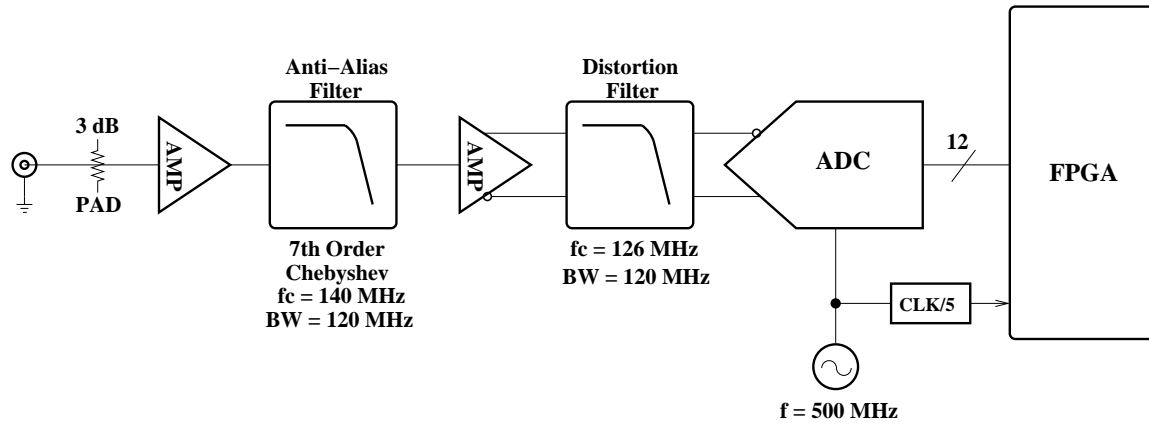 3 dB
PAD
AMP
Anti−Alias
Filter
7th Order
Chebyshev
fc = 140 MHz
BW = 120 MHz
AMP
Distortion
Filter
fc = 126 MHz
BW = 120 MHz
ADC
12
FPGA
CLK/5
f = 500 MHz